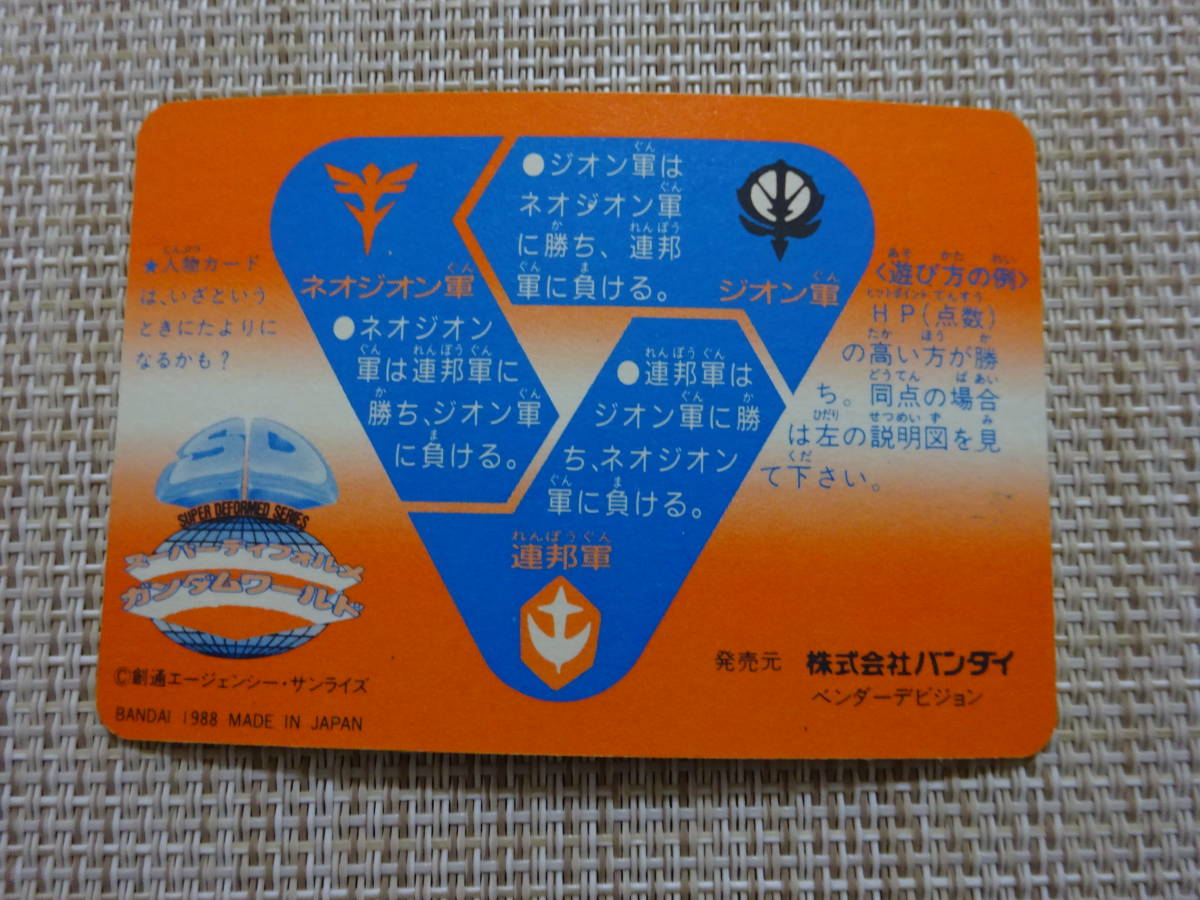 ●ジオン軍は
ネオジオン軍
に勝ち、連邦
軍に負ける。
ジオン軍
ネオジオン軍
●ネオジオン
軍は連邦軍に
勝ち、ジオン軍
に負ける。
●連邦軍は
ジオン軍に勝
ち、ネオジオン
軍に負ける。
連邦軍
★人物カード
は、いざという
ときにたよりに
なるかも?
<遊び方の例>
HP(点数)
の高い方が勝
ち。同点の場合
は左の説明図を見
て下さい。
SUPER DEFORMED SERIES
スーパーディフォルメ
ガンダムワールド
©創通エージェンシー・サンライズ
BANDAI 1988 MADE IN JAPAN
発売元 株式会社バンダイ
ベンダーデビジョン